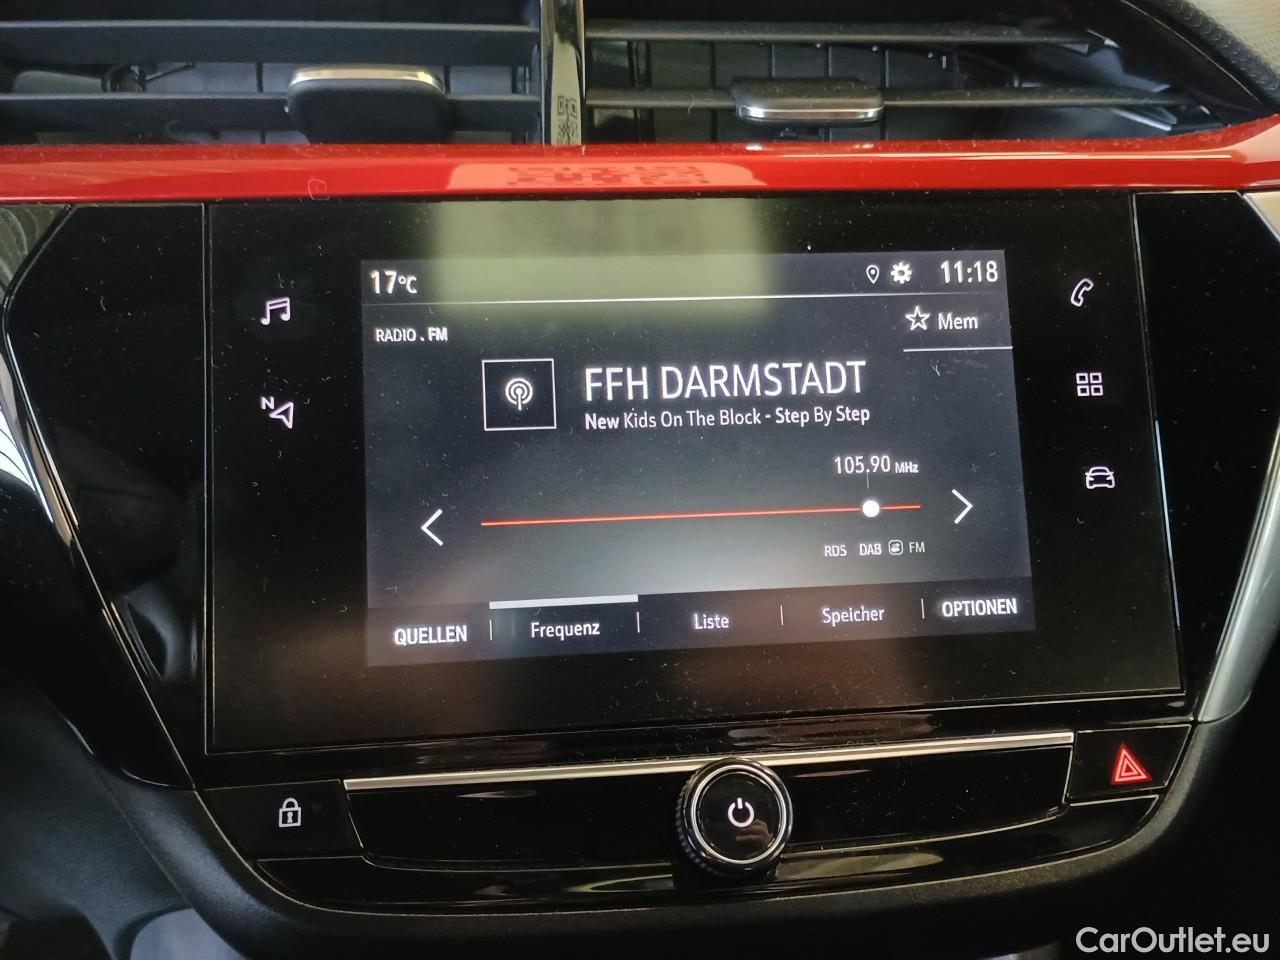 17°C
11:18
RADIO . FM
Mem
FFH DARMSTADT
New Kids On The Block - Step By Step
105.90 MHz
N
RDS DAB FM
QUELLEN | Frequenz | Liste | Speicher | OPTIONEN
CarOutlet.eu